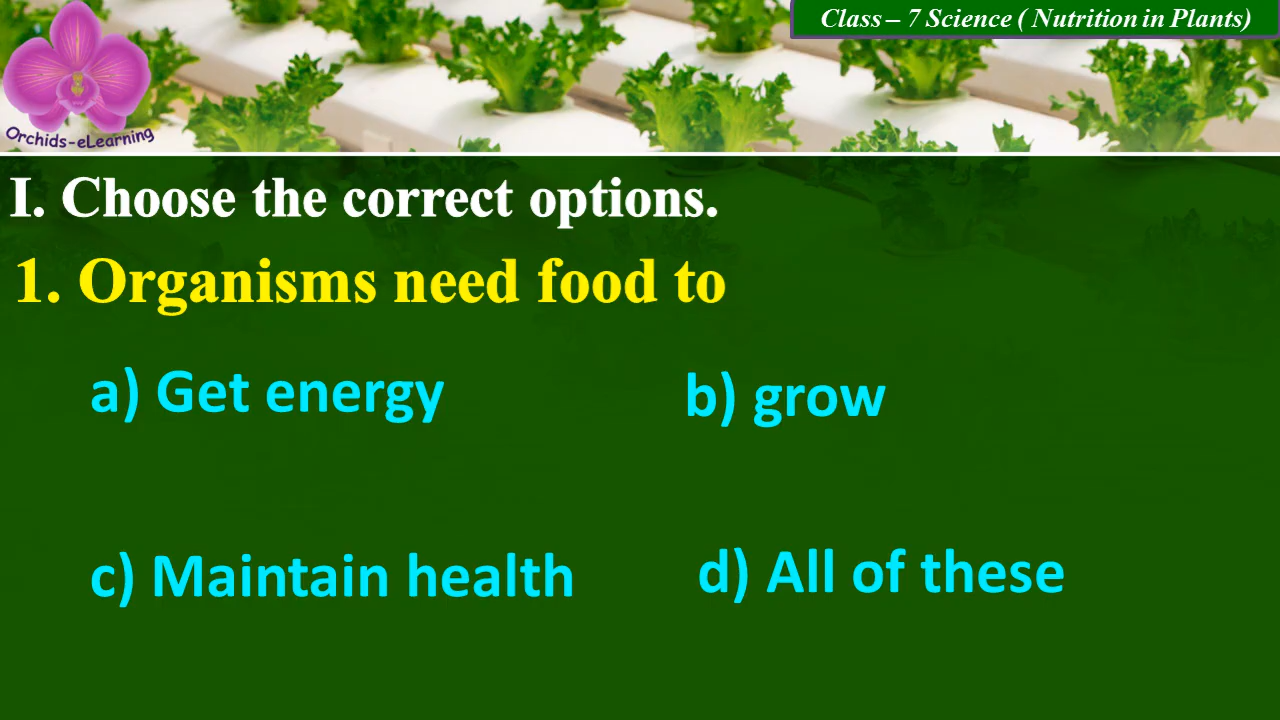 Class – 7 Science ( Nutrition in Plants)
Orchids-eLearning
I. Choose the correct options.
1. Organisms need food to
a) Get energy
b) grow
c) Maintain health
d) All of these